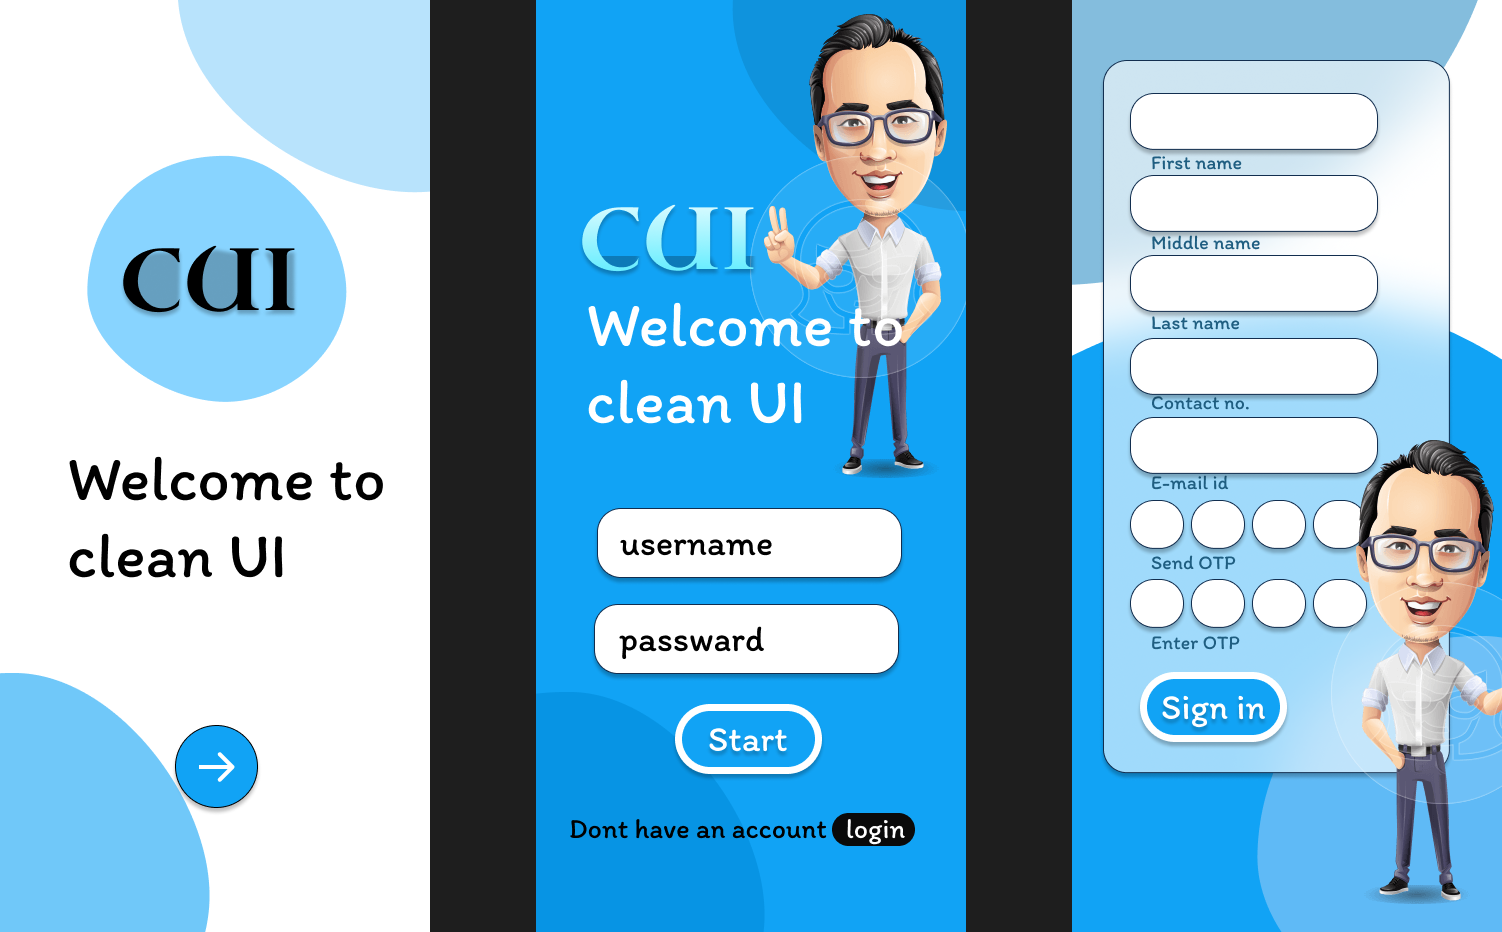 CUI
Welcome to
clean UI
CUI
Welcome to
clean UI
username
passward
Start
Dont have an account login
First name
Middle name
Last name
Contact no.
E-mail id
Send OTP
Enter OTP
Sign in